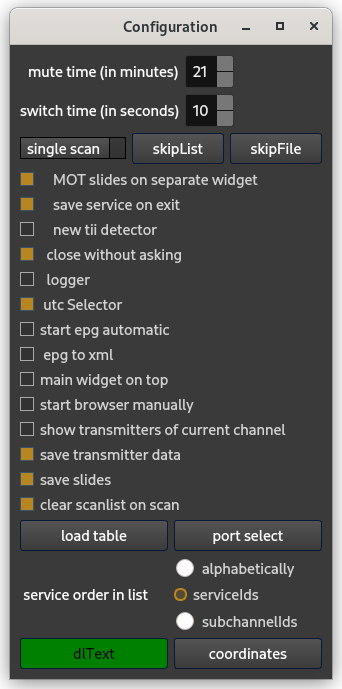 Configuration
mute time (in minutes) 21
switch time (in seconds) 10
single scan skipList skipFile
MOT slides on separate widget
save service on exit
new tii detector
close without asking
logger
utc Selector
start epg automatic
epg to xml
main widget on top
start browser manually
show transmitters of current channel
save transmitter data
save slides
clear scanlist on scan
load table port select
alphabetically
service order in list serviceIds
subchannelIds
dlText coordinates